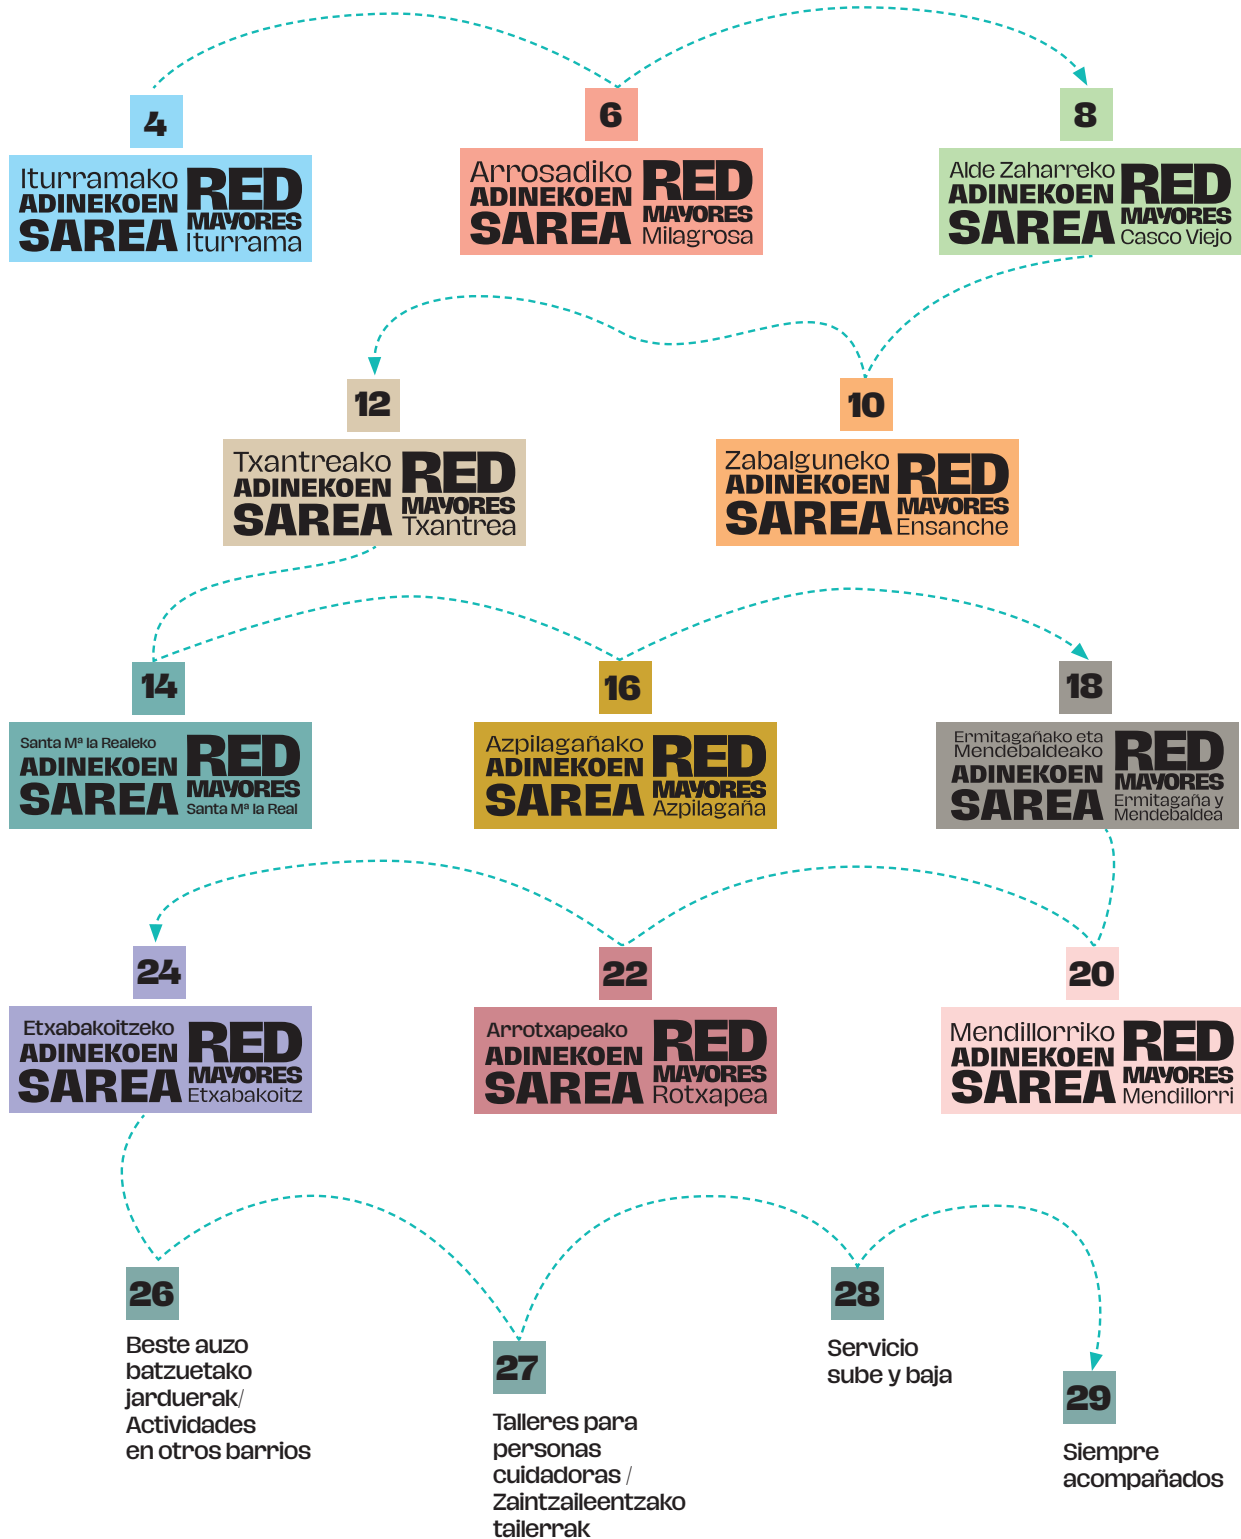 4
Iturramako
ADINEKOEN
SAREA
RED
MAYORES
Iturrama
6
Arrosadiko
ADINEKOEN
SAREA
RED
MAYORES
Milagrosa
8
Alde Zaharreko
ADINEKOEN
SAREA
RED
MAYORES
Casco Viejo
12
Txantreako
ADINEKOEN
SAREA
RED
MAYORES
Txantrea
10
Zabalguneko
ADINEKOEN
SAREA
RED
MAYORES
Ensanche
14
Santa Mª la Realeko
ADINEKOEN
SAREA
RED
MAYORES
Santa Mª la Real
16
Azpilagañako
ADINEKOEN
SAREA
RED
MAYORES
Azpilagaña
18
Ermitagañako eta
Mendebaldeako
ADINEKOEN
SAREA
RED
MAYORES
Ermitagaña y
Mendebaldea
24
Etxabakoitzeko
ADINEKOEN
SAREA
RED
MAYORES
Etxabakoitz
22
Arrotxapeako
ADINEKOEN
SAREA
RED
MAYORES
Rotxapea
20
Mendillorriko
ADINEKOEN
SAREA
RED
MAYORES
Mendillorri
26
Beste auzo
batzuetako
jarduerak/
Actividades
en otros barrios
27
Talleres para
personas
cuidadoras /
Zaintzaileentzako
tailerrak
28
Servicio
sube y baja
29
Siempre
acompañados